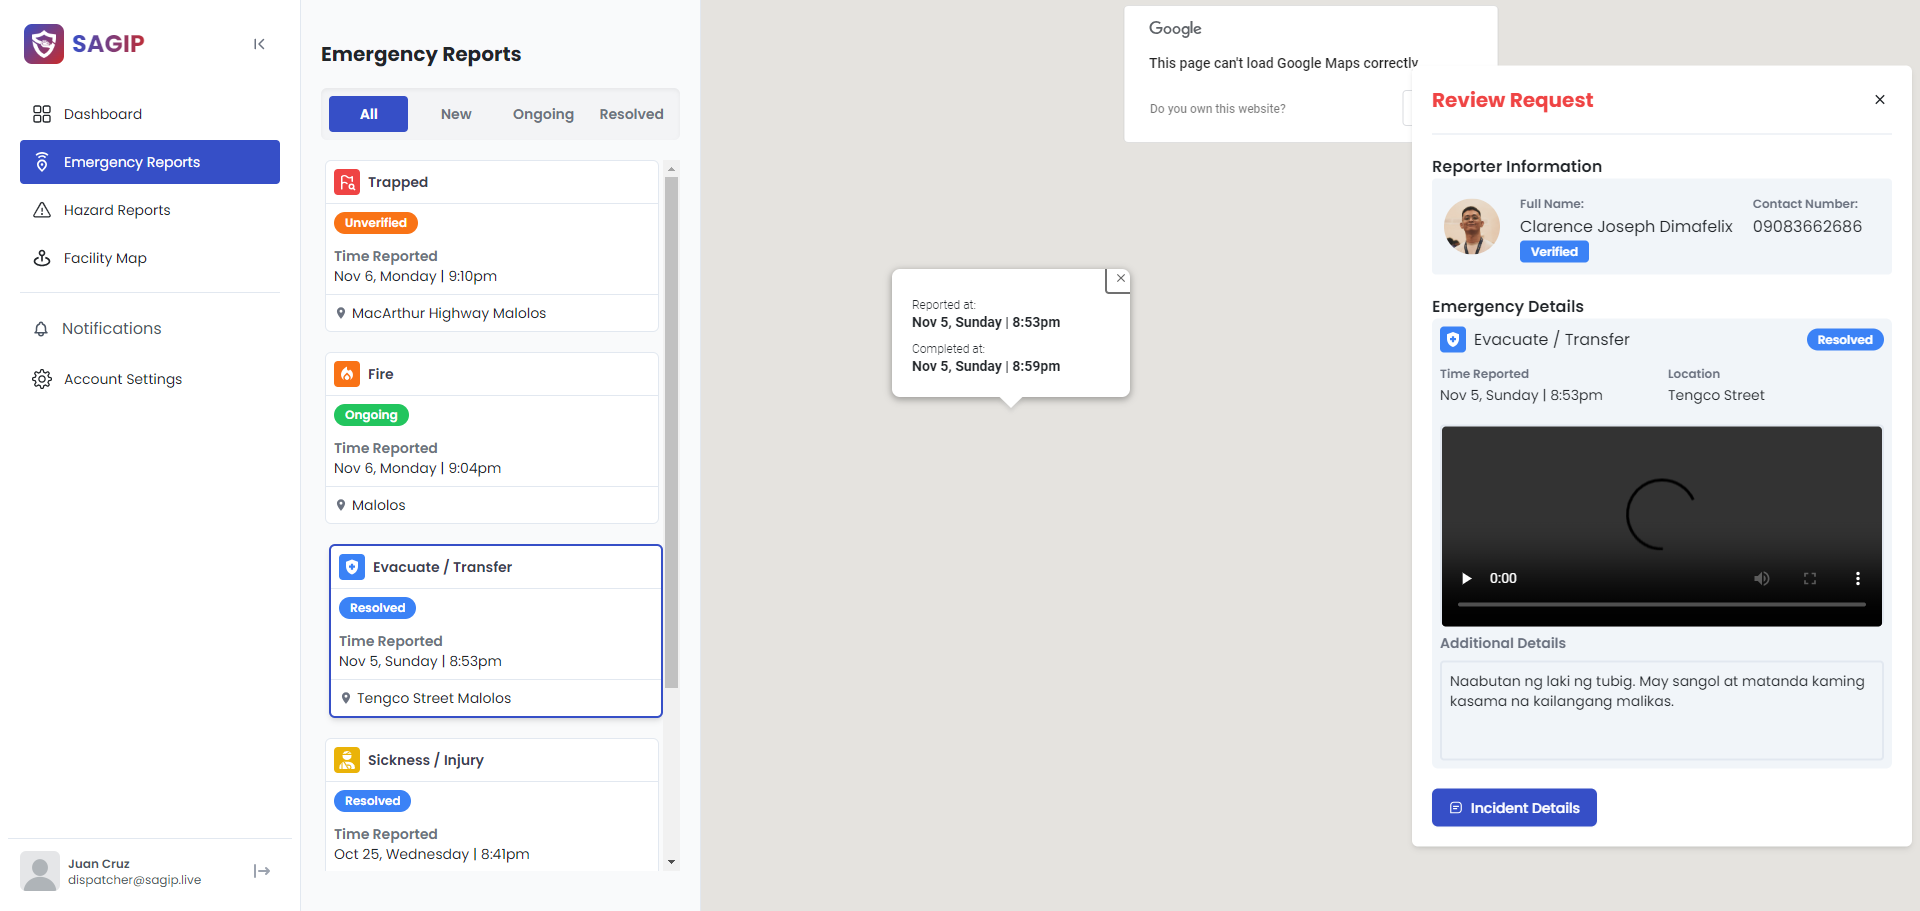 SAGIP
Dashboard
Emergency Reports
Hazard Reports
Facility Map
Notifications
Account Settings
Juan Cruz
dispatcher@sagip.live
Emergency Reports
All New Ongoing Resolved
Trapped
Unverified
Time Reported
Nov 6, Monday | 9:10pm
MacArthur Highway Malolos
Fire
Ongoing
Time Reported
Nov 6, Monday | 9:04pm
Malolos
Evacuate / Transfer
Resolved
Time Reported
Nov 5, Sunday | 8:53pm
Tengco Street Malolos
Sickness / Injury
Resolved
Time Reported
Oct 25, Wednesday | 8:41pm
Google
This page can't load Google Maps correctly
Do you own this website?
Reported at:
Nov 5, Sunday | 8:53pm
Completed at:
Nov 5, Sunday | 8:59pm
Review Request
Reporter Information
Full Name: Contact Number:
Clarence Joseph Dimafelix 09083662686
Verified
Emergency Details
Evacuate / Transfer Resolved
Time Reported Location
Nov 5, Sunday | 8:53pm Tengco Street
0:00
Additional Details
Naabutan ng laki ng tubig. May sangol at matanda kaming
kasama na kailangang malikas.
Incident Details